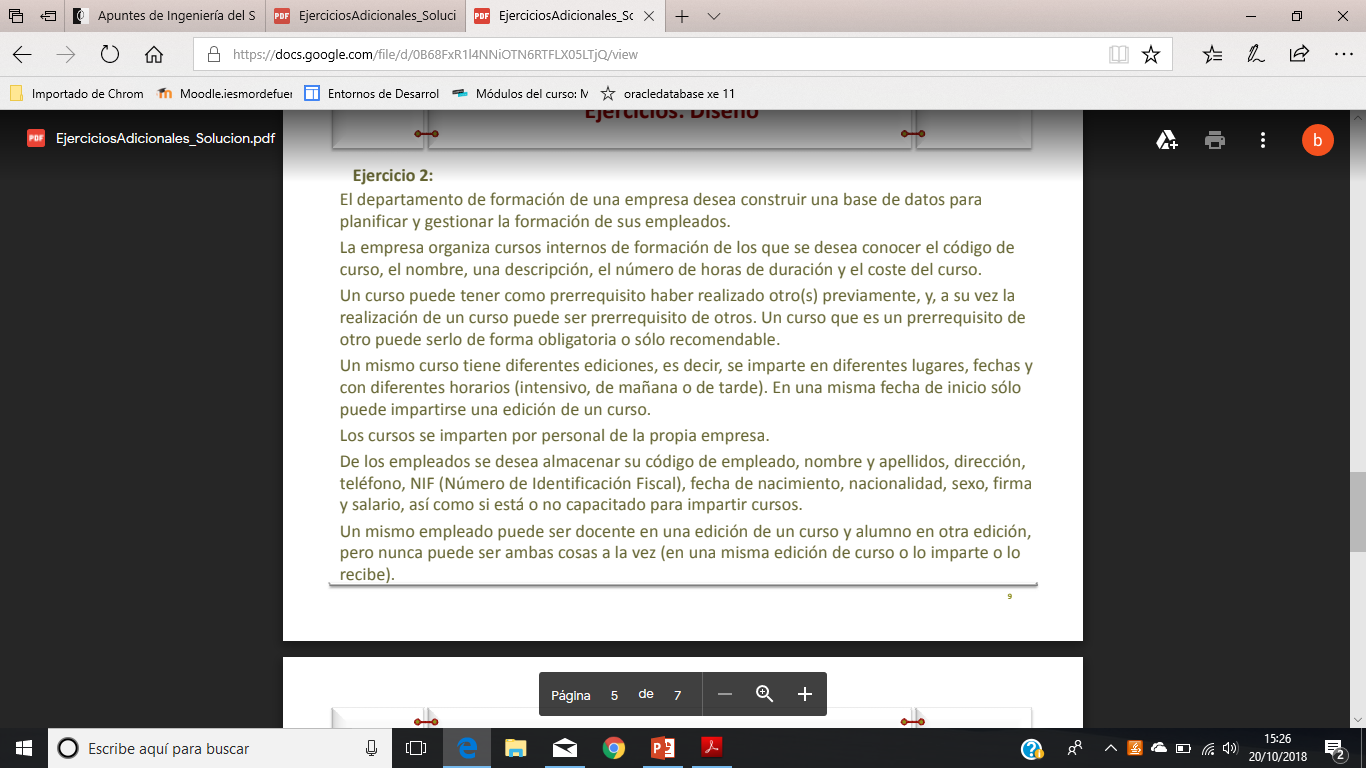 Apuntes de Ingeniería del S
EjerciciosAdicionales_Soluci
EjerciciosAdicionales_Sc
https://docs.google.com/file/d/0B68FxR1l4NNiOTN6RTFLX05LTjQ/view
Importado de Chrom
Moodle.iesmordefuer
Entornos de Desarrol
Módulos del curso: M
oracledatabase xe 11
Ejercicios: Diseño
PDF EjerciciosAdicionales_Solucion.pdf
b
Ejercicio 2:
El departamento de formación de una empresa desea construir una base de datos para
planificar y gestionar la formación de sus empleados.
La empresa organiza cursos internos de formación de los que se desea conocer el código de
curso, el nombre, una descripción, el número de horas de duración y el coste del curso.
Un curso puede tener como prerrequisito haber realizado otro(s) previamente, y, a su vez la
realización de un curso puede ser prerrequisito de otros. Un curso que es un prerrequisito de
otro puede serlo de forma obligatoria o sólo recomendable.
Un mismo curso tiene diferentes ediciones, es decir, se imparte en diferentes lugares, fechas y
con diferentes horarios (intensivo, de mañana o de tarde). En una misma fecha de inicio sólo
puede impartirse una edición de un curso.
Los cursos se imparten por personal de la propia empresa.
De los empleados se desea almacenar su código de empleado, nombre y apellidos, dirección,
teléfono, NIF (Número de Identificación Fiscal), fecha de nacimiento, nacionalidad, sexo, firma
y salario, así como si está o no capacitado para impartir cursos.
Un mismo empleado puede ser docente en una edición de un curso y alumno en otra edición,
pero nunca puede ser ambas cosas a la vez (en una misma edición de curso o lo imparte o lo
recibe).
9
Página 5 de 7
Escribe aquí para buscar
15:26
20/10/2018
2